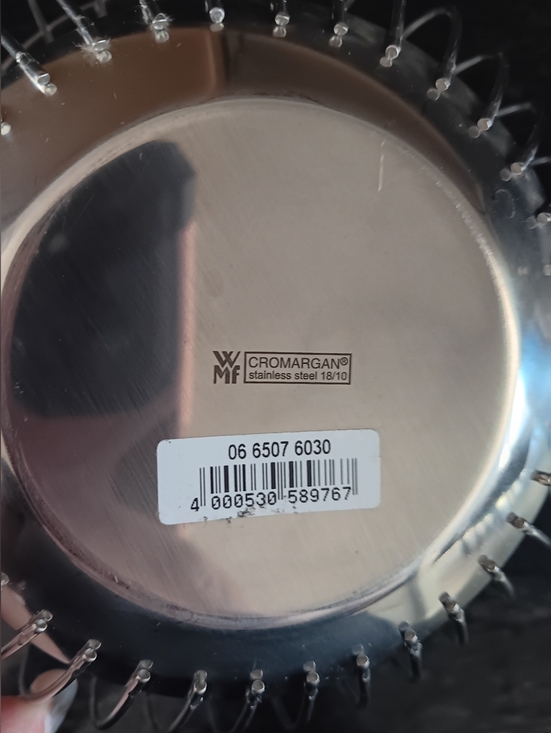 WMF CROMARGAN®
stainless steel 18/10
06 6507 6030
4 000530 589767